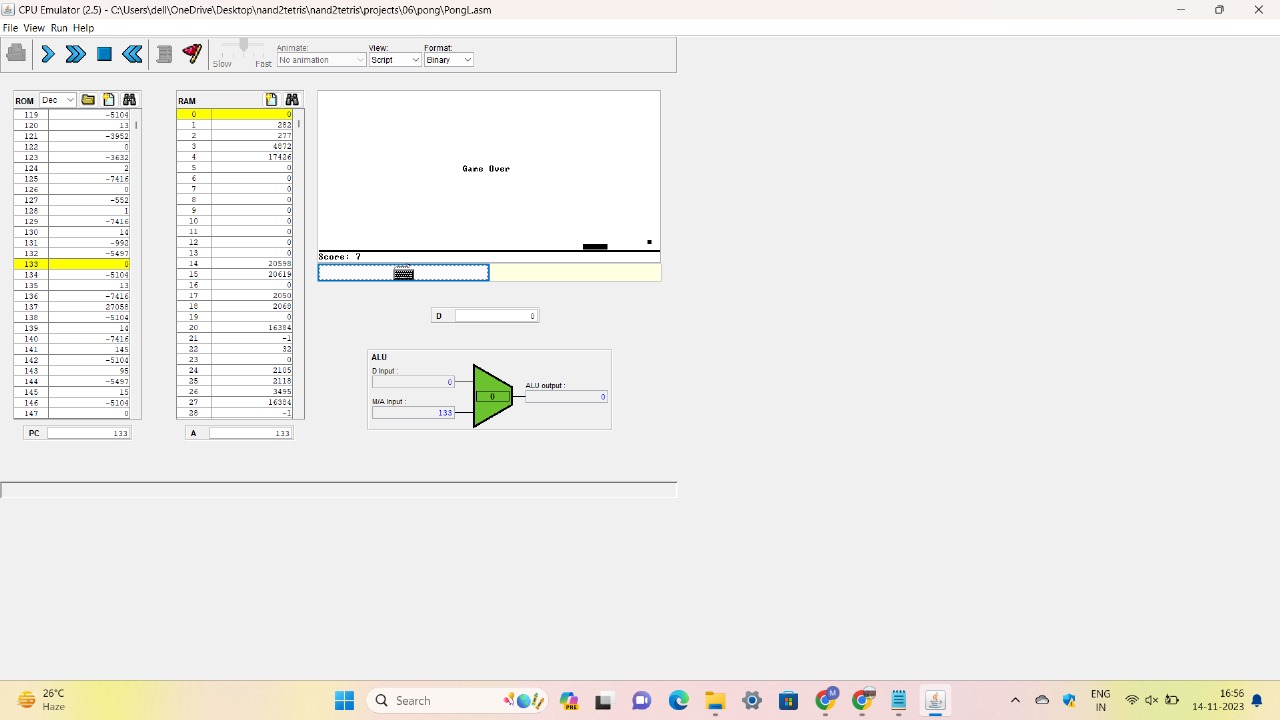 CPU Emulator (2.5) - C:\Users\dell\OneDrive\Desktop\nand2tetris\nand2tetris\projects\06\pong\PongL.asm
File View Run Help
Animate:
No animation
View:
Script
Format:
Binary
Slow
Fast
ROM Dec
119 -5104
120 13
121 -3952
122 8
123 -3632
124 2
125 -7416
126 0
127 -552
128 1
129 -7416
130 14
131 -992
132 -5497
133 0
134 -5104
135 13
136 -7416
137 27058
138 -5104
139 14
140 -7416
141 145
142 -5104
143 95
144 -5497
145 15
146 -5104
147 0
PC 133
RAM
0 0
1 282
2 277
3 4872
4 17426
5 0
6 0
7 0
8 0
9 0
10 0
11 0
12 0
13 0
14 20598
15 20619
16 0
17 2050
18 2068
19 0
20 16384
21 -1
22 32
23 0
24 2105
25 2118
26 3495
27 16384
28 -1
A 133
Game Over
Score: 7
D 0
ALU
D Input :
0
M/A Input :
133
0
ALU output :
0
26°C
Haze
Search
PRE
M
ENG
IN
16:56
14-11-2023